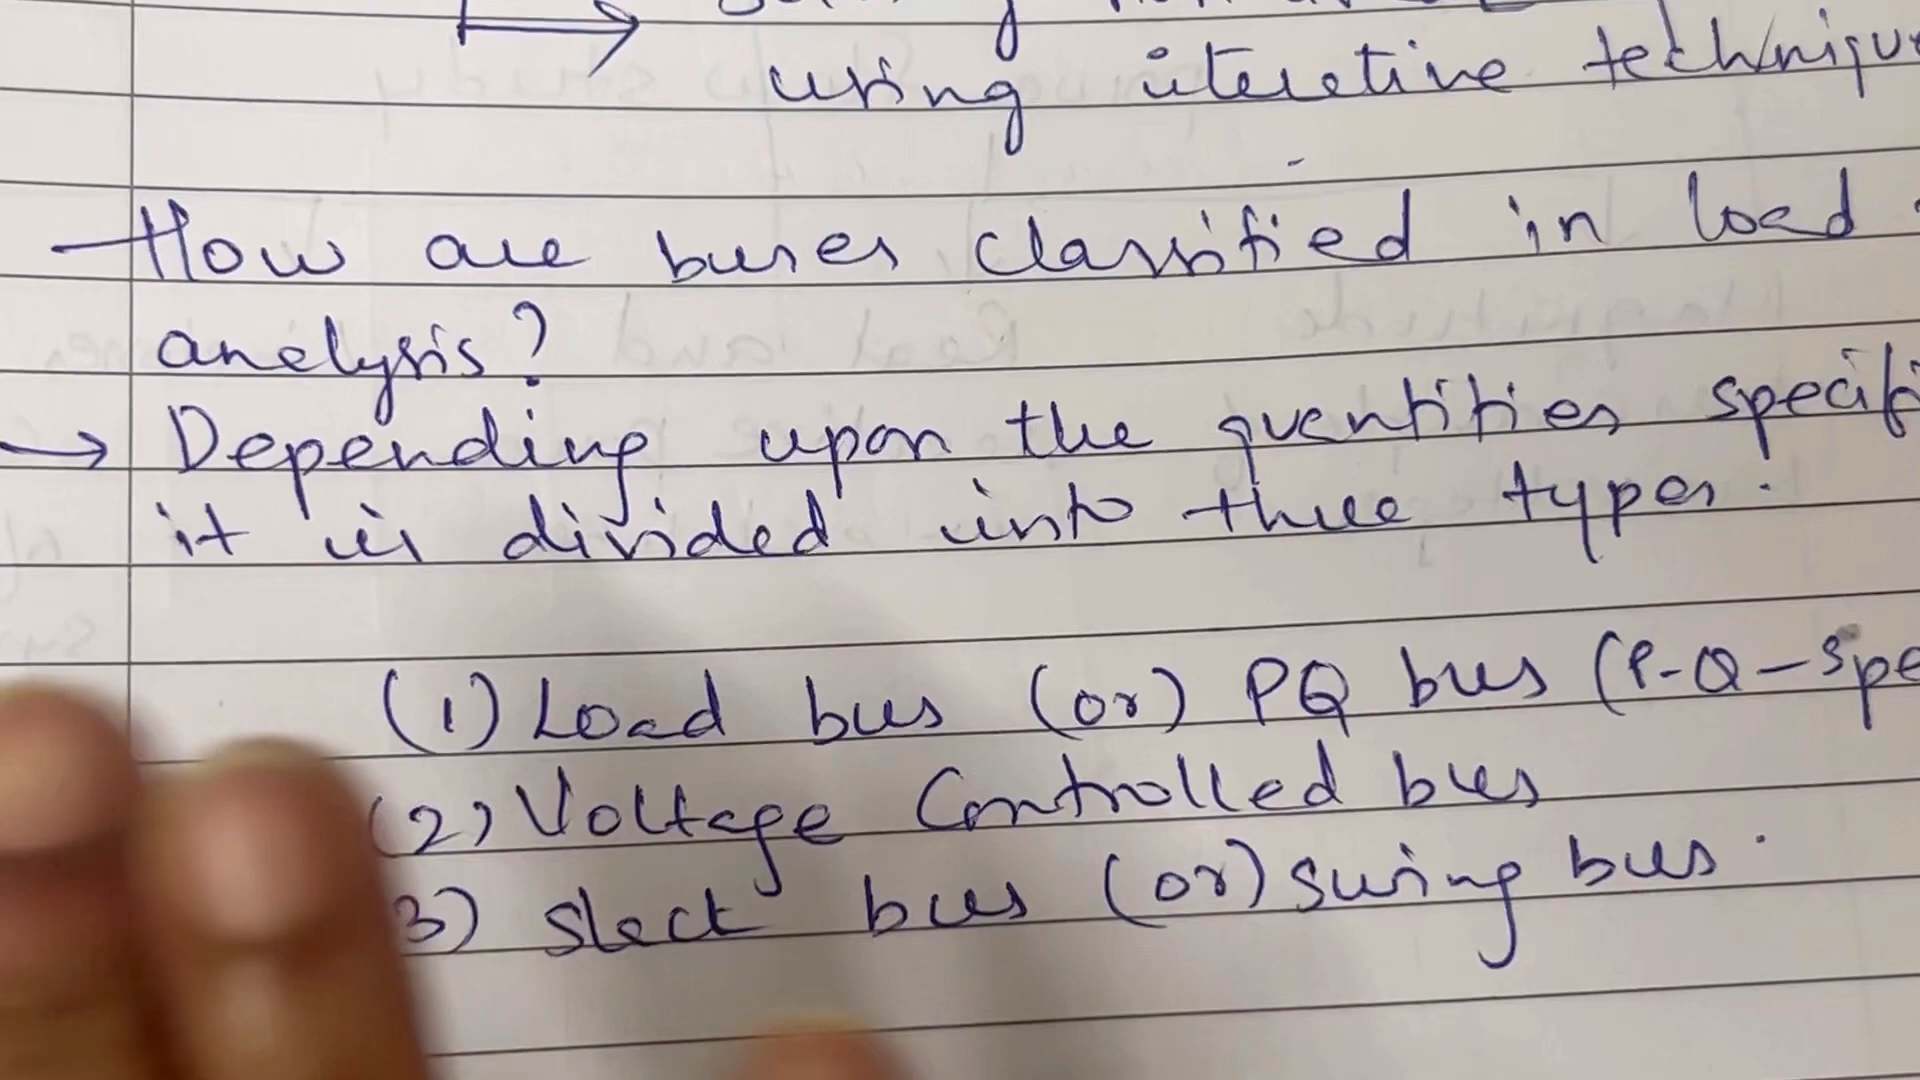 using iterative technique
How are buses classified in load
analysis?
→ Depending upon the quantities specifi
it is divided into three types.
(1) Load bus (or) PQ bus (P-Q-Spe
(2) Voltage Controlled bus
3) slack bus (or) swing bus.